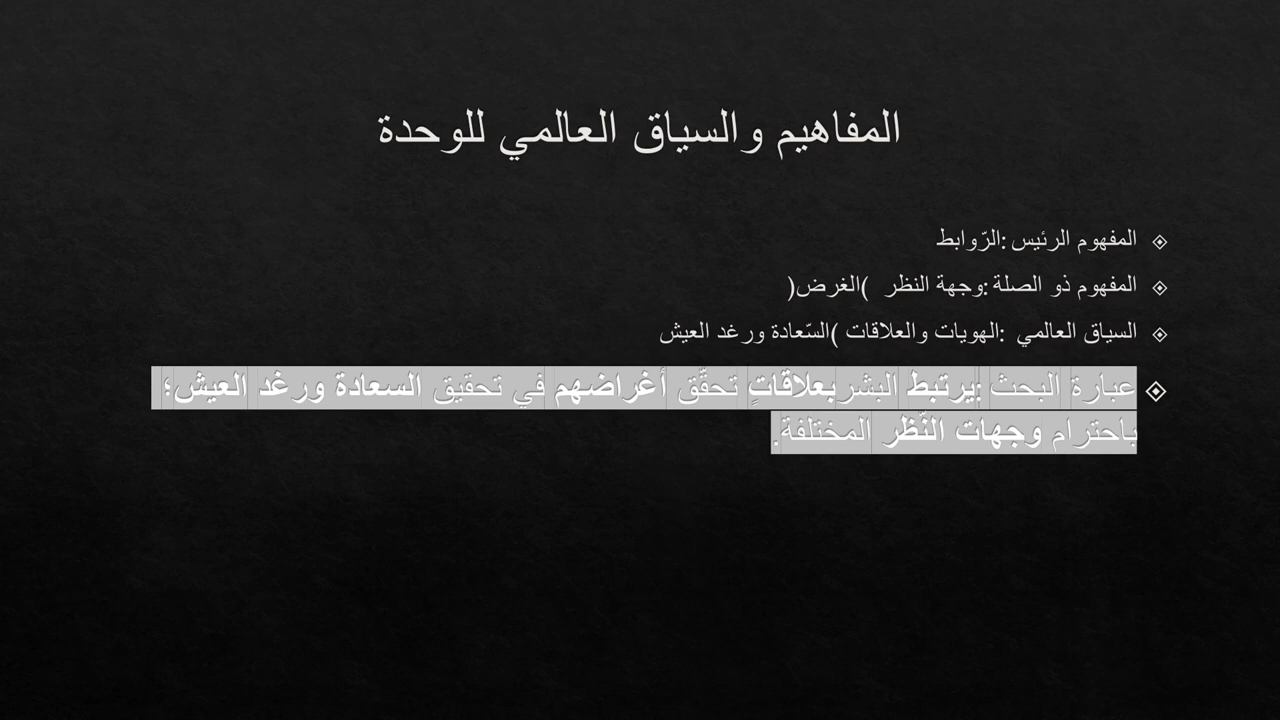 المفاهيم والسياق العالمي للوحدة
المفهوم الرئيس :الرّوابط
المفهوم ذو الصلة :وجهة النظر )الغرض(
السياق العالمي :الهويات والعلاقات )السّعادة ورغد العيش
عبارة البحث :يرتبط البشر بعلاقاتٍ تحقّق أغراضهم في تحقيق السعادة ورغد العيش؛
باحترام وجهات النّظر المختلفة.